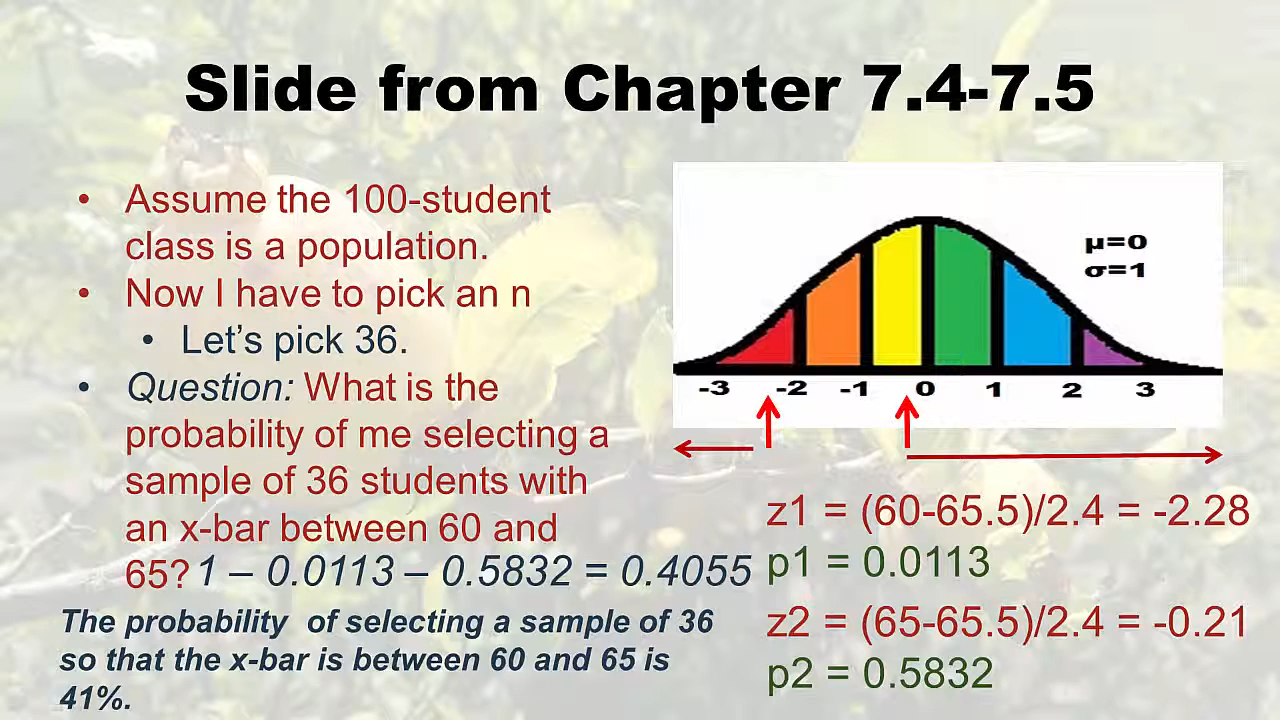 Slide from Chapter 7.4-7.5
• Assume the 100-student
class is a population.
• Now I have to pick an n
• Let’s pick 36.
• Question: What is the
probability of me selecting a
sample of 36 students with
an x-bar between 60 and
65? 1 – 0.0113 – 0.5832 = 0.4055
The probability of selecting a sample of 36
so that the x-bar is between 60 and 65 is
41%.
μ=0
σ=1
-3 -2 -1 0 1 2 3
z1 = (60-65.5)/2.4 = -2.28
p1 = 0.0113
z2 = (65-65.5)/2.4 = -0.21
p2 = 0.5832